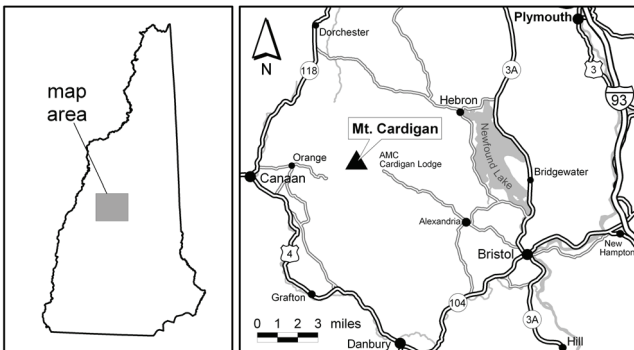 map
area
N
Dorchester
118
3A
Plymouth
3
93
Hebron
Mt. Cardigan
AMC
Cardigan Lodge
Newfound Lake
Orange
Canaan
Bridgewater
Alexandria
4
Bristol
New
Hampton
Grafton
104
3A
0 1 2 3 miles
Danbury
Hill